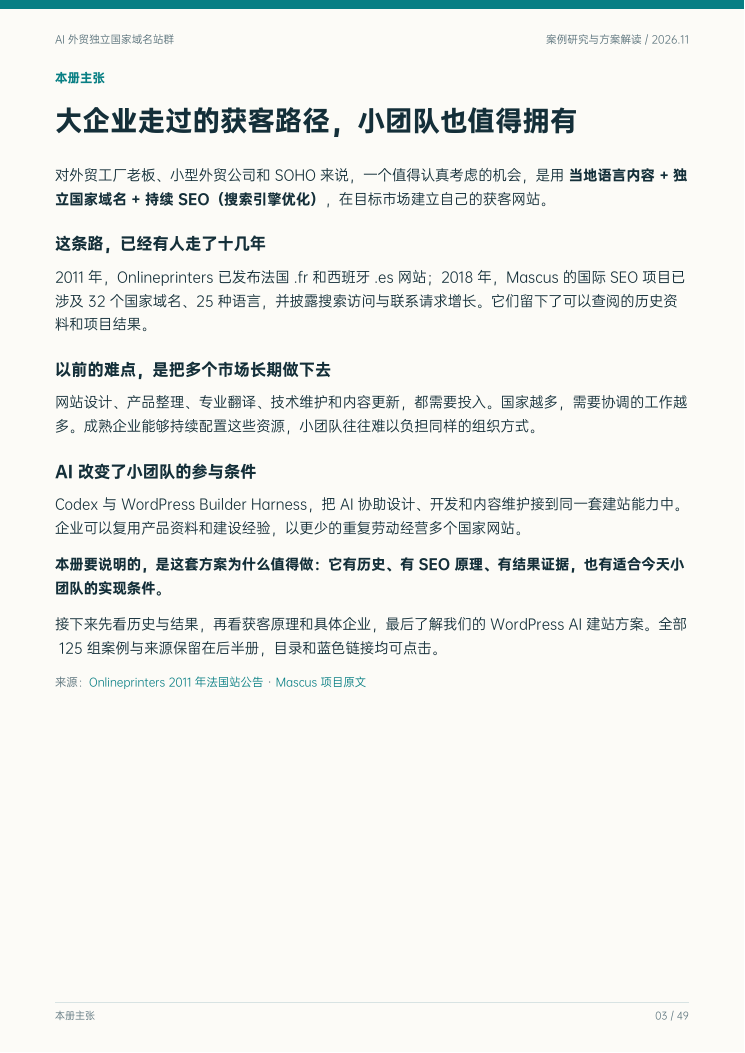 AI 外贸独立国家域名站群
案例研究与方案解读 / 2026.11
本册主张
大企业走过的获客路径，小团队也值得拥有
对外贸工厂老板、小型外贸公司和 SOHO 来说，一个值得认真考虑的机会，是用 当地语言内容 + 独
立国家域名 + 持续 SEO（搜索引擎优化），在目标市场建立自己的获客网站。
这条路，已经有人走了十几年
2011 年，Onlineprinters 已发布法国 .fr 和西班牙 .es 网站；2018 年，Mascus 的国际 SEO 项目已
涉及 32 个国家域名、25 种语言，并披露搜索访问与联系请求增长。它们留下了可以查阅的历史资
料和项目结果。
以前的难点，是把多个市场长期做下去
网站设计、产品整理、专业翻译、技术维护和内容更新，都需要投入。国家越多，需要协调的工作越
多。成熟企业能够持续配置这些资源，小团队往往难以负担同样的组织方式。
AI 改变了小团队的参与条件
Codex 与 WordPress Builder Harness，把 AI 协助设计、开发和内容维护接到同一套建站能力中。
企业可以复用产品资料和建设经验，以更少的重复劳动经营多个国家网站。
本册要说明的，是这套方案为什么值得做：它有历史、有 SEO 原理、有结果证据，也有适合今天小
团队的实现条件。
接下来先看历史与结果，再看获客原理和具体企业，最后了解我们的 WordPress AI 建站方案。全部
125 组案例与来源保留在后半册，目录和蓝色链接均可点击。
来源：Onlineprinters 2011 年法国站公告 · Mascus 项目原文
本册主张
03 / 49